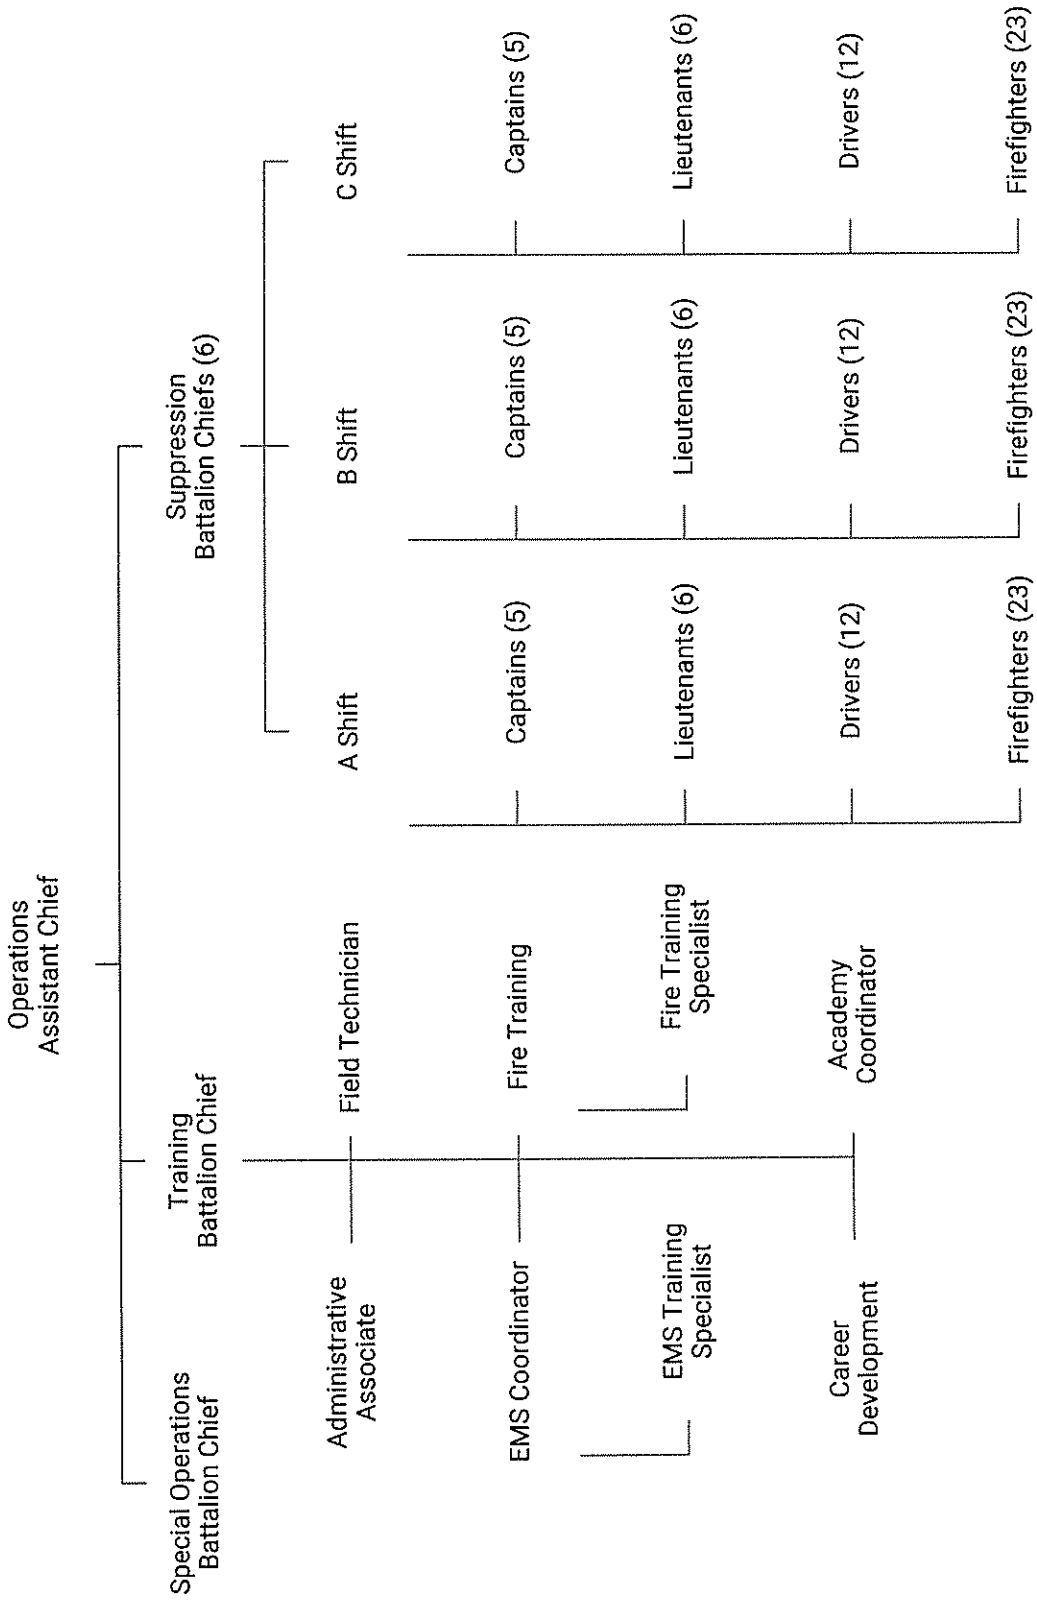 Operations
Assistant Chief
Special Operations
Battalion Chief
Training
Battalion Chief
Suppression
Battalion Chiefs (6)
Administrative
Associate
Field Technician
EMS Coordinator
Fire Training
EMS Training
Specialist
Fire Training
Specialist
Career
Development
Academy
Coordinator
A Shift
Captains (5)
Lieutenants (6)
Drivers (12)
Firefighters (23)
B Shift
Captains (5)
Lieutenants (6)
Drivers (12)
Firefighters (23)
C Shift
Captains (5)
Lieutenants (6)
Drivers (12)
Firefighters (23)